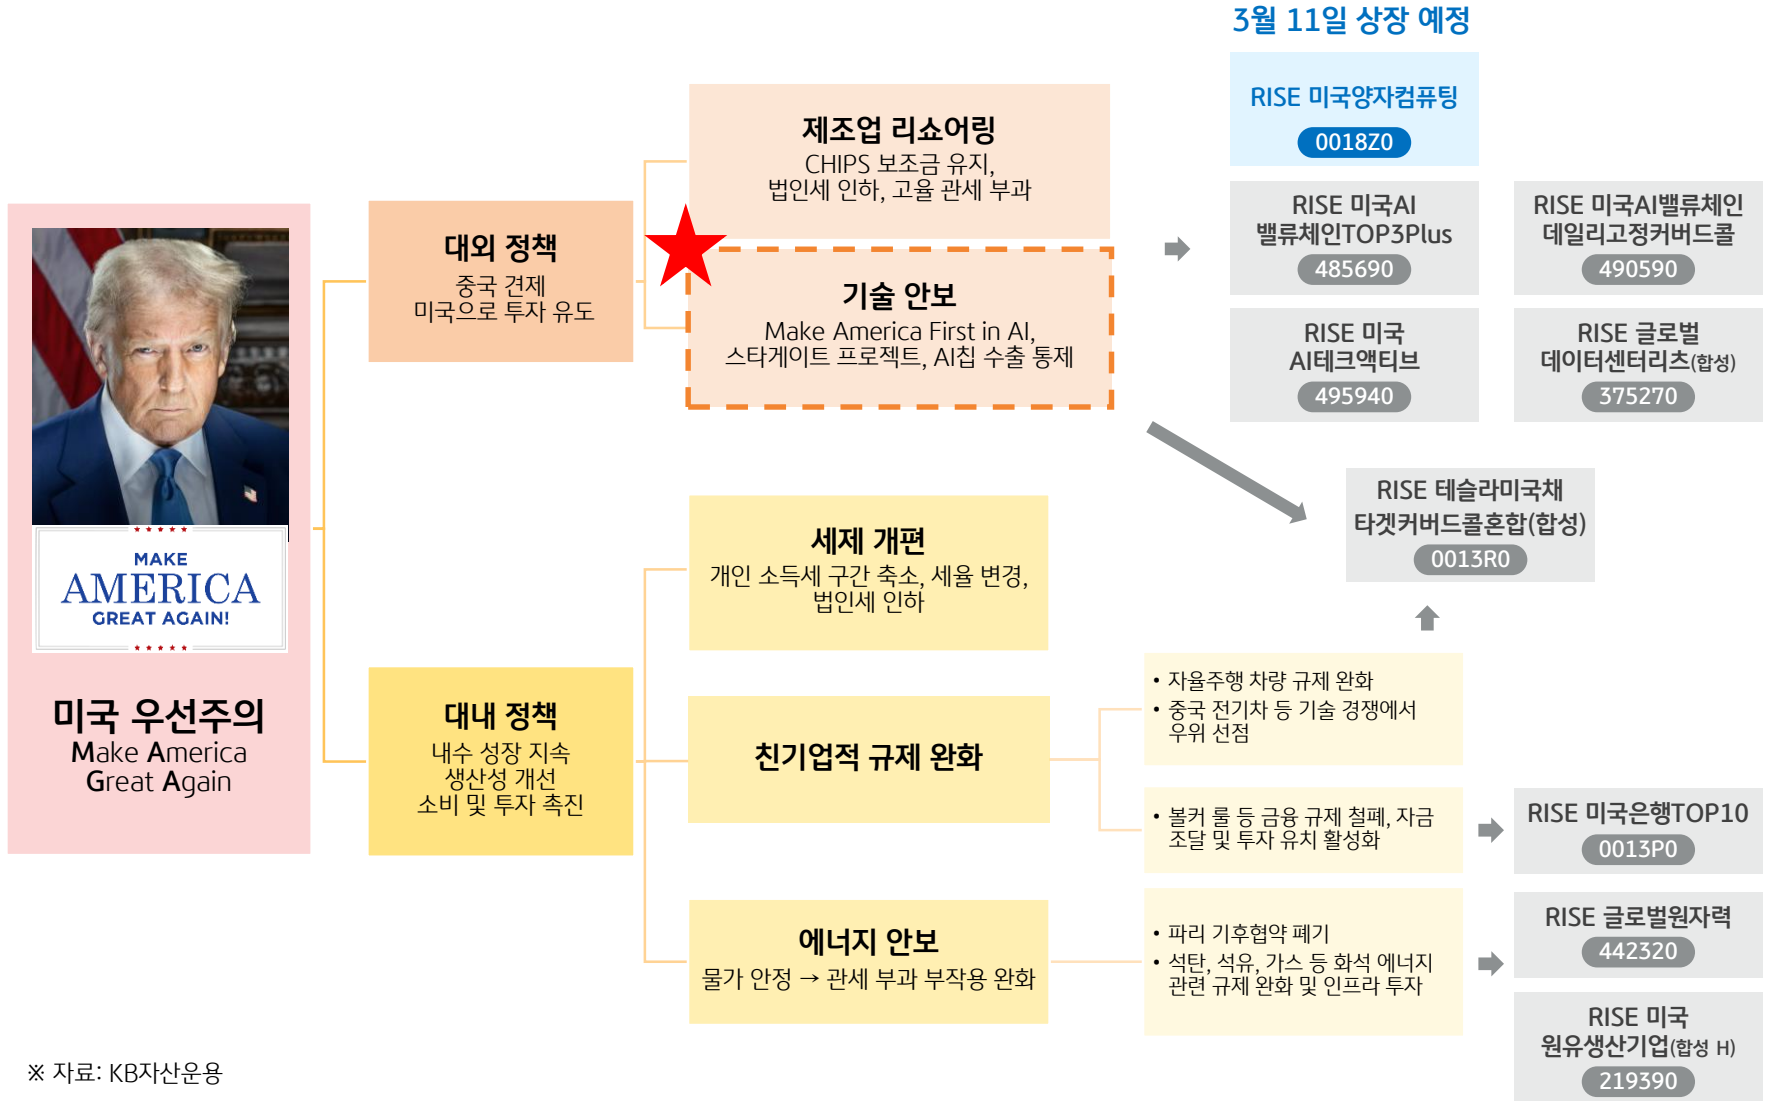 3월 11일 상장 예정
RISE 미국양자컴퓨팅
0018Z0
제조업 리쇼어링
CHIPS 보조금 유지,
법인세 인하, 고율 관세 부과
RISE 미국AI
밸류체인TOP3Plus
485690
RISE 미국AI밸류체인
데일리고정커버드콜
490590
대외 정책
중국 견제
미국으로 투자 유도
기술 안보
Make America First in AI,
스타게이트 프로젝트, AI칩 수출 통제
RISE 미국
AI테크액티브
495940
RISE 글로벌
데이터센터리츠(합성)
375270
RISE 테슬라미국채
타겟커버드콜혼합(합성)
0013R0
MAKE
AMERICA
GREAT AGAIN!
미국 우선주의
Make America
Great Again
세제 개편
개인 소득세 구간 축소, 세율 변경,
법인세 인하
대내 정책
내수 성장 지속
생산성 개선
소비 및 투자 촉진
친기업적 규제 완화
• 자율주행 차량 규제 완화
• 중국 전기차 등 기술 경쟁에서
우위 선점
• 볼커 룰 등 금융 규제 철폐, 자금
조달 및 투자 유치 활성화
RISE 미국은행TOP10
0013P0
에너지 안보
물가 안정 → 관세 부과 부작용 완화
• 파리 기후협약 폐기
• 석탄, 석유, 가스 등 화석 에너지
관련 규제 완화 및 인프라 투자
RISE 글로벌원자력
442320
RISE 미국
원유생산기업(합성 H)
219390
※ 자료: KB자산운용